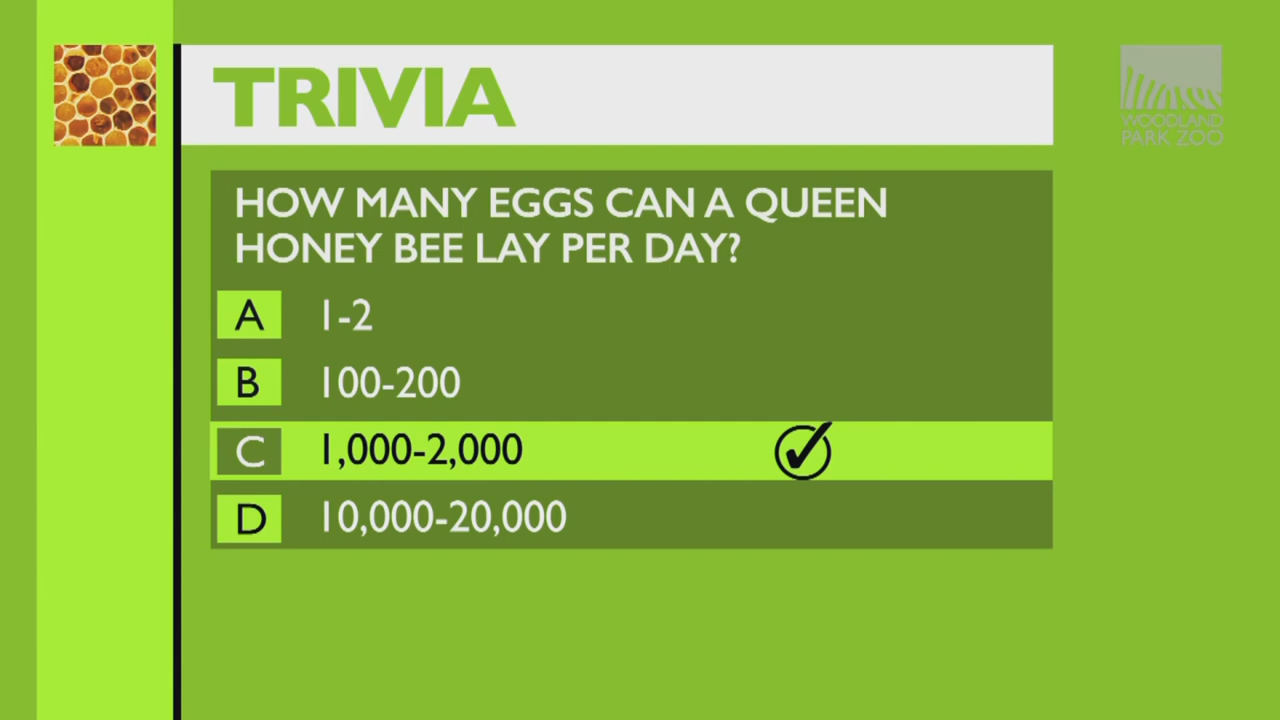 TRIVIA
WOODLAND
PARK ZOO
HOW MANY EGGS CAN A QUEEN
HONEY BEE LAY PER DAY?
A 1-2
B 100-200
C 1,000-2,000
D 10,000-20,000